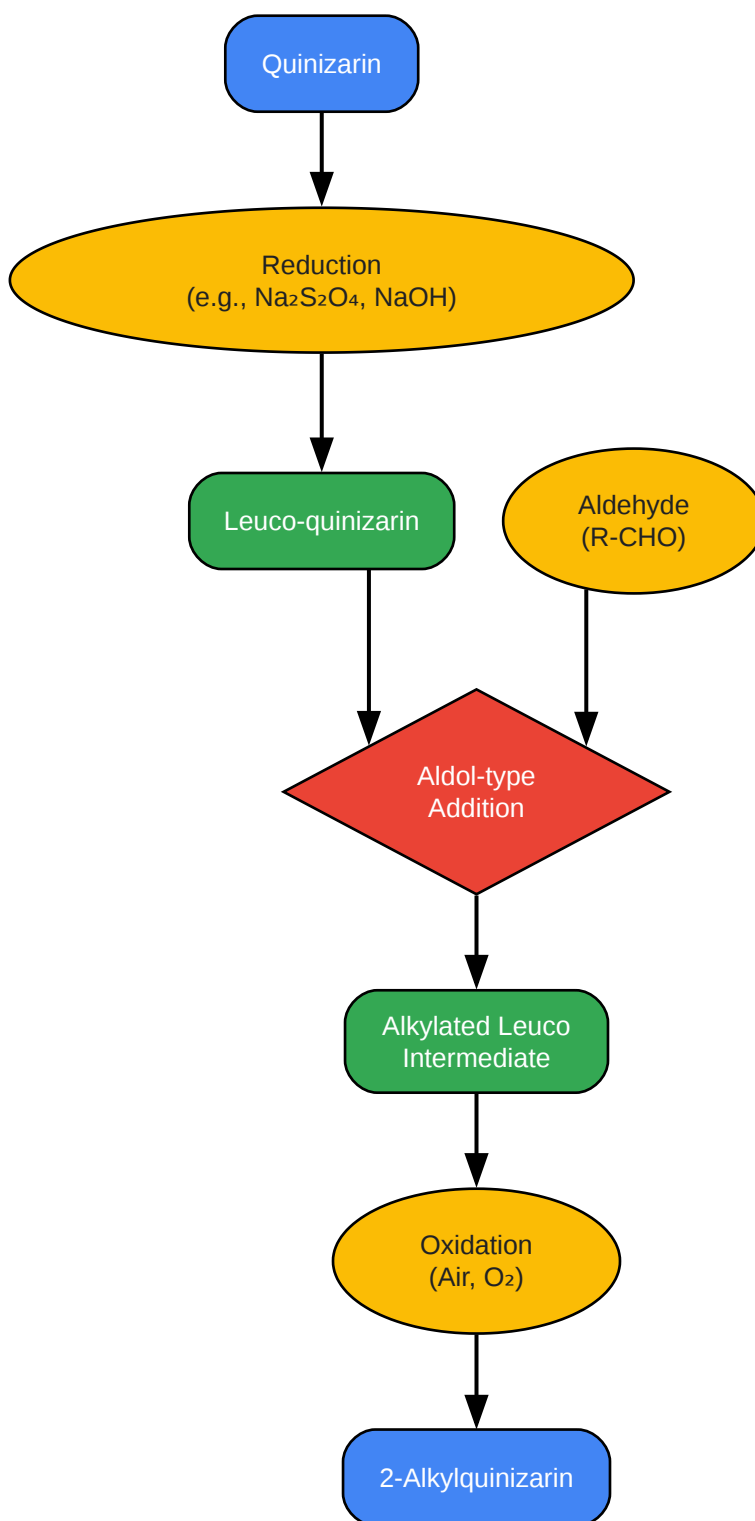 Quinizarin
Reduction
(e.g., Na₂S₂O₄, NaOH)
Leuco-quinizarin
Aldehyde
(R-CHO)
Aldol-type
Addition
Alkylated Leuco
Intermediate
Oxidation
(Air, O₂)
2-Alkylquinizarin